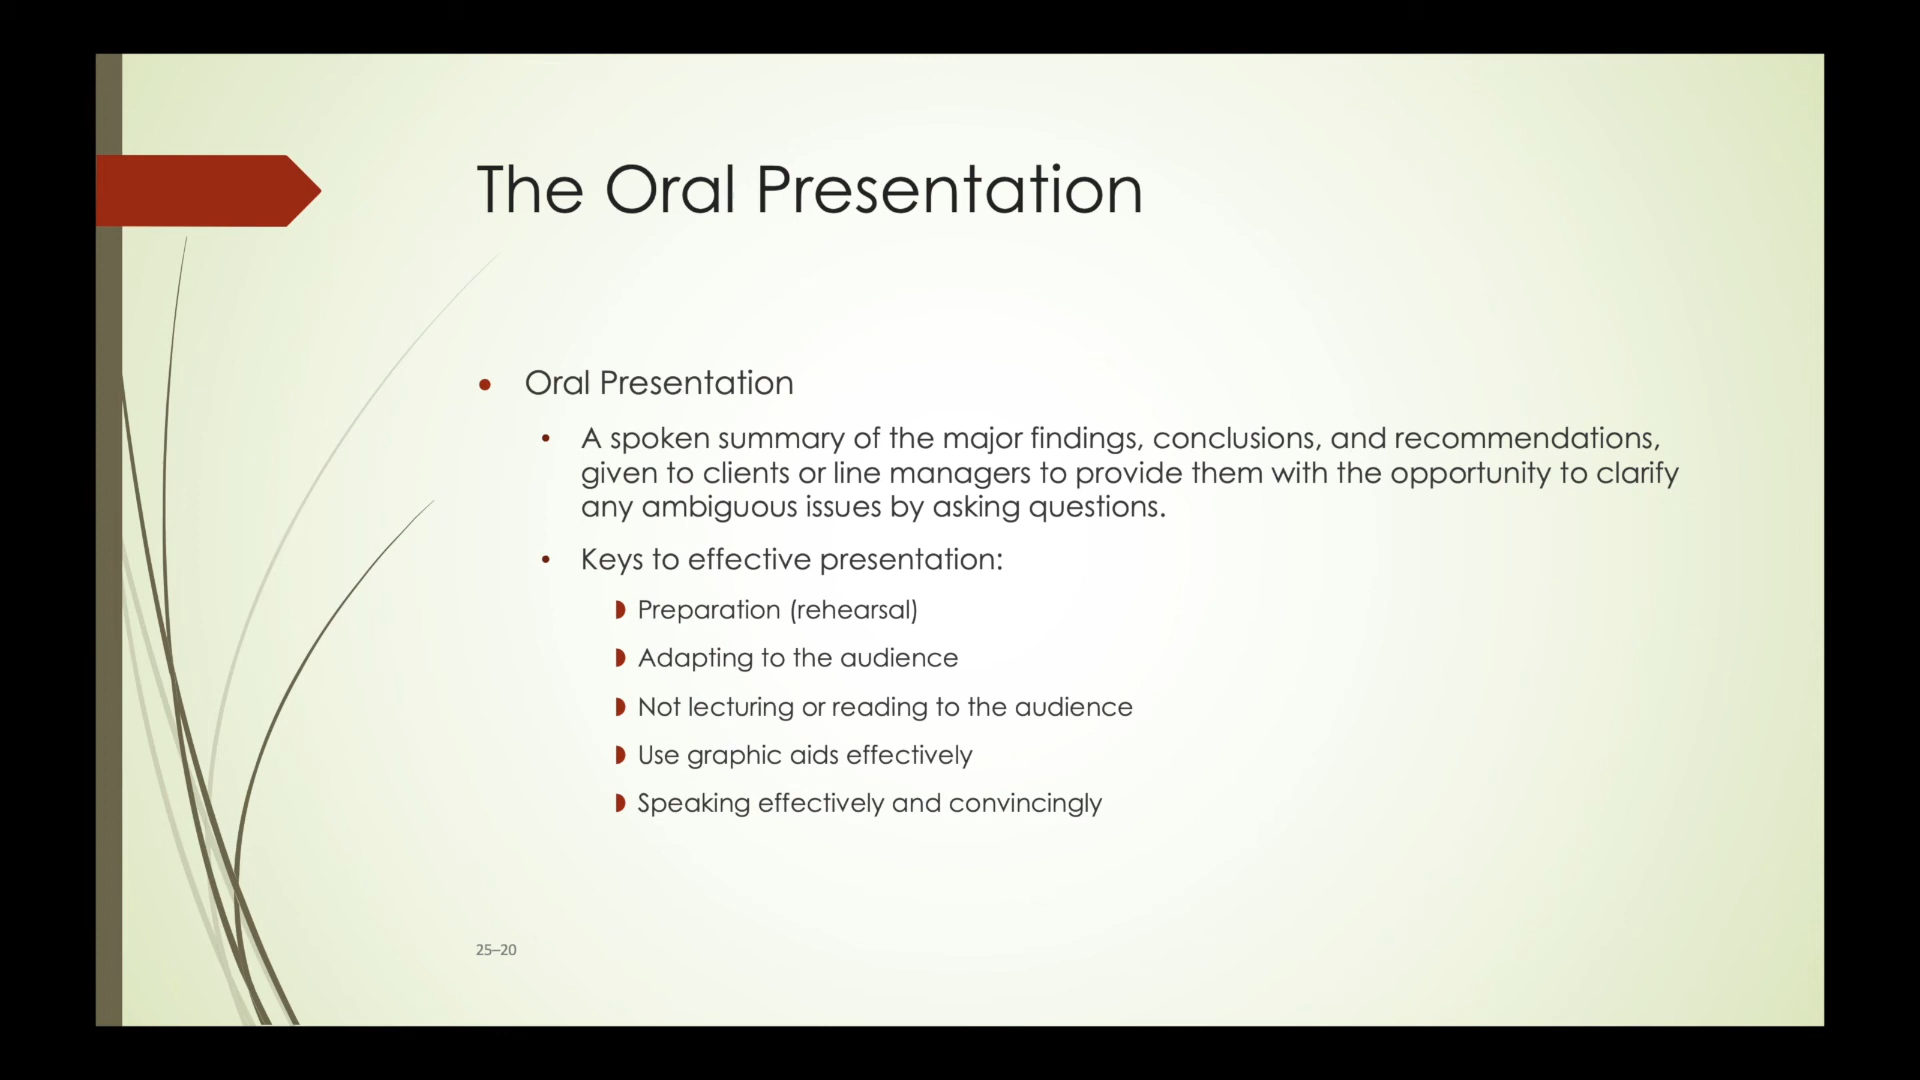 The Oral Presentation
• Oral Presentation
• A spoken summary of the major findings, conclusions, and recommendations,
given to clients or line managers to provide them with the opportunity to clarify
any ambiguous issues by asking questions.
• Keys to effective presentation:
◗ Preparation (rehearsal)
◗ Adapting to the audience
◗ Not lecturing or reading to the audience
◗ Use graphic aids effectively
◗ Speaking effectively and convincingly
25–20